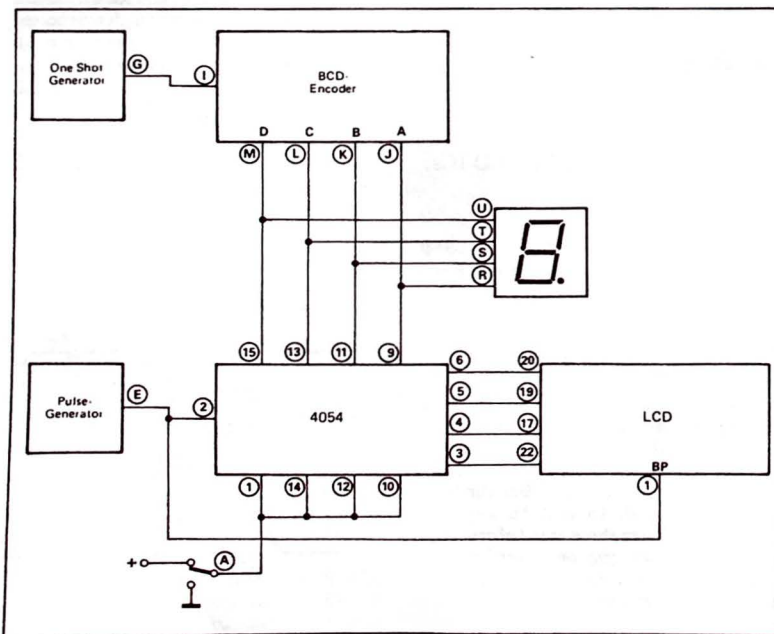 One Shot
Generator
G
I
BCD-
Encoder
D C B A
M L K J
U
T
S
R
15 13 11 9
Pulse-
Generator
E
2
4054
6 20
5 19
4 17
3 22
LCD
BP
1
1 14 12 10
+
A